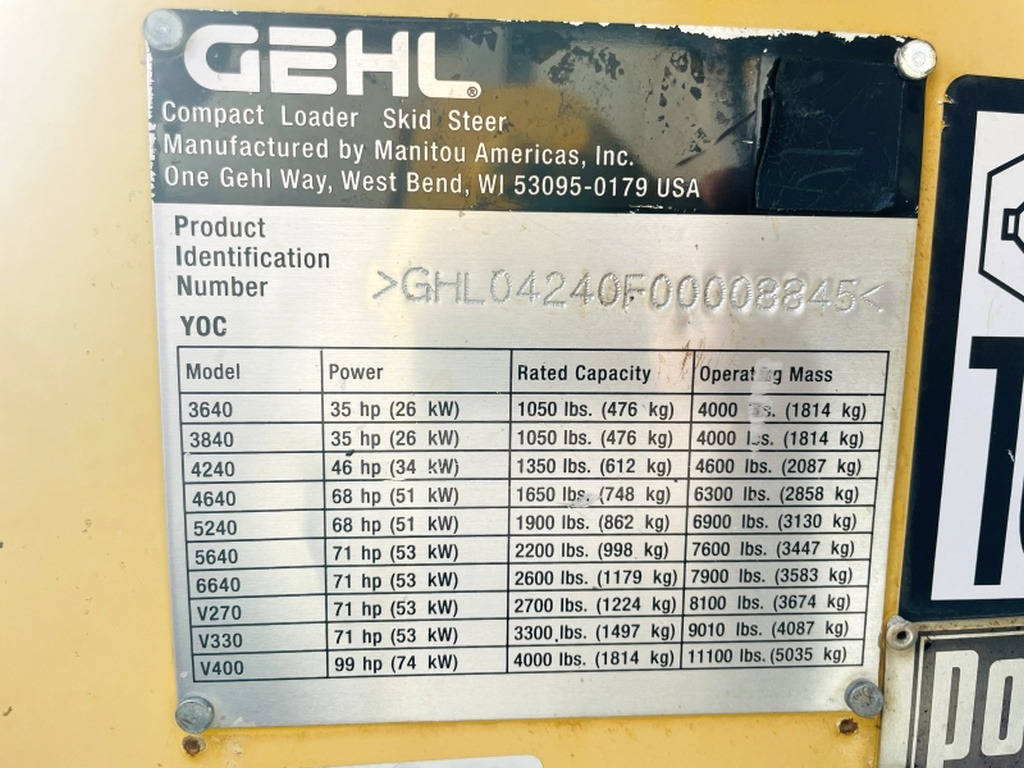 GEHL®
Compact Loader Skid Steer
Manufactured by Manitou Americas, Inc.
One Gehl Way, West Bend, WI 53095-0179 USA
Product
Identification
Number >GHL04240F00008845<
YOC
Model Power Rated Capacity Operating Mass
3640 35 hp (26 kW) 1050 lbs. (476 kg) 4000 lbs. (1814 kg)
3840 35 hp (26 kW) 1050 lbs. (476 kg) 4000 lbs. (1814 kg)
4240 46 hp (34 kW) 1350 lbs. (612 kg) 4600 lbs. (2087 kg)
4640 68 hp (51 kW) 1650 lbs. (748 kg) 6300 lbs. (2858 kg)
5240 68 hp (51 kW) 1900 lbs. (862 kg) 6900 lbs. (3130 kg)
5640 71 hp (53 kW) 2200 lbs. (998 kg) 7600 lbs. (3447 kg)
6640 71 hp (53 kW) 2600 lbs. (1179 kg) 7900 lbs. (3583 kg)
V270 71 hp (53 kW) 2700 lbs. (1224 kg) 8100 lbs. (3674 kg)
V330 71 hp (53 kW) 3300 lbs. (1497 kg) 9010 lbs. (4087 kg)
V400 99 hp (74 kW) 4000 lbs. (1814 kg) 11100 lbs. (5035 kg)